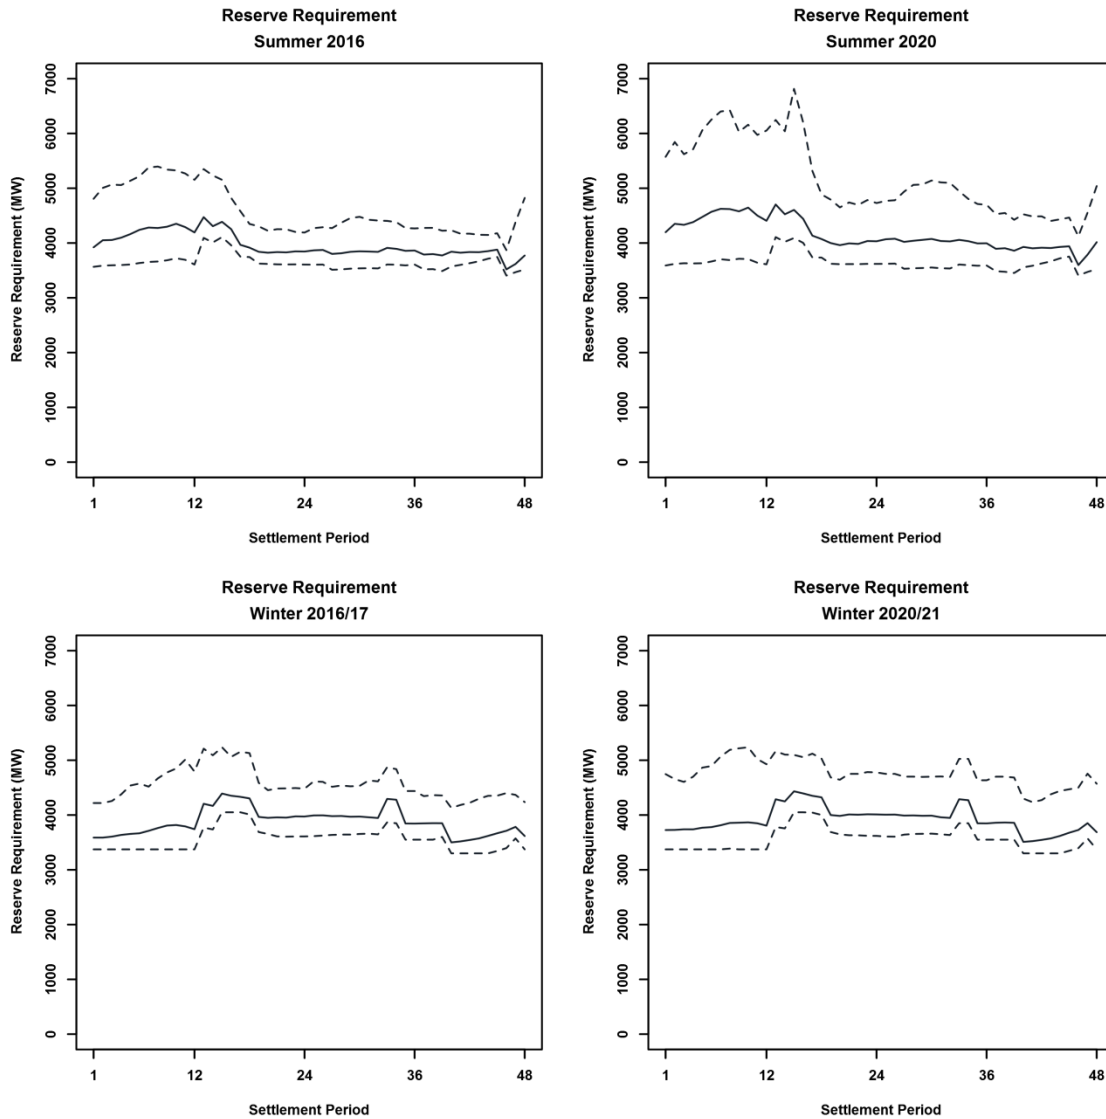 Reserve Requirement
Summer 2016
Reserve Requirement (MW)
7000
6000
5000
4000
3000
2000
1000
0
1 12 24 36 48
Settlement Period
Reserve Requirement
Summer 2020
Reserve Requirement (MW)
7000
6000
5000
4000
3000
2000
1000
0
1 12 24 36 48
Settlement Period
Reserve Requirement
Winter 2016/17
Reserve Requirement (MW)
7000
6000
5000
4000
3000
2000
1000
0
1 12 24 36 48
Settlement Period
Reserve Requirement
Winter 2020/21
Reserve Requirement (MW)
7000
6000
5000
4000
3000
2000
1000
0
1 12 24 36 48
Settlement Period